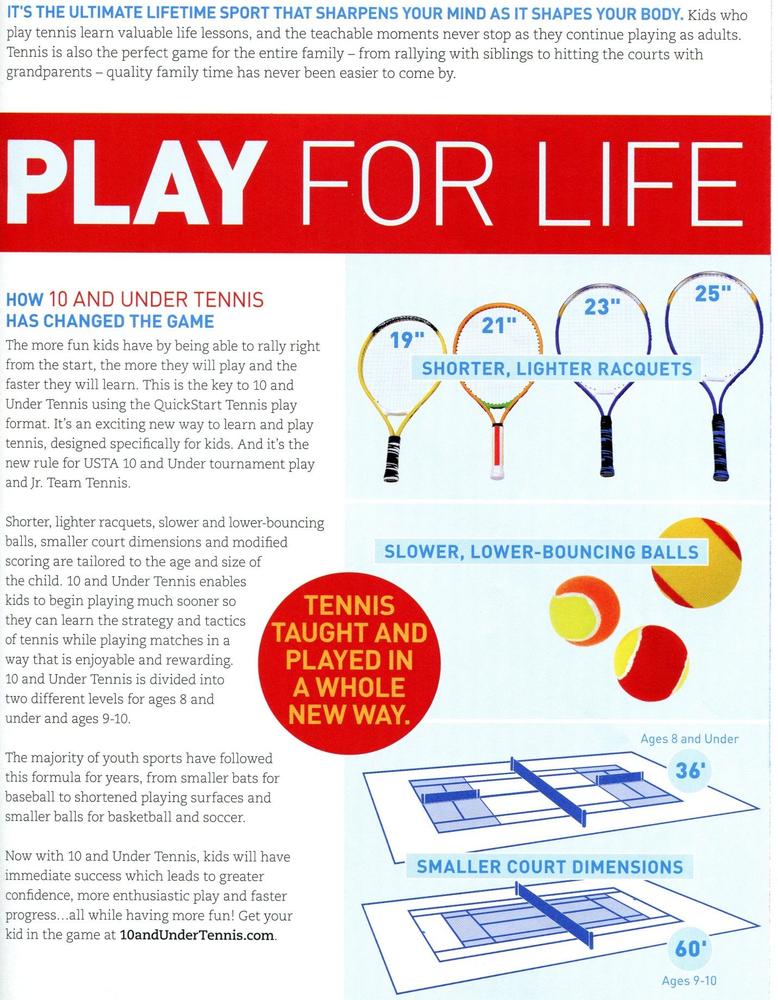 IT'S THE ULTIMATE LIFETIME SPORT THAT SHARPENS YOUR MIND AS IT SHAPES YOUR BODY. Kids who
play tennis learn valuable life lessons, and the teachable moments never stop as they continue playing as adults.
Tennis is also the perfect game for the entire family – from rallying with siblings to hitting the courts with
grandparents – quality family time has never been easier to come by.
PLAY FOR LIFE
HOW 10 AND UNDER TENNIS
HAS CHANGED THE GAME
The more fun kids have by being able to rally right
from the start, the more they will play and the
faster they will learn. This is the key to 10 and
Under Tennis using the QuickStart Tennis play
format. It's an exciting new way to learn and play
tennis, designed specifically for kids. And it's the
new rule for USTA 10 and Under tournament play
and Jr. Team Tennis.
Shorter, lighter racquets, slower and lower-bouncing
balls, smaller court dimensions and modified
scoring are tailored to the age and size of
the child. 10 and Under Tennis enables
kids to begin playing much sooner so
they can learn the strategy and tactics
of tennis while playing matches in a
way that is enjoyable and rewarding.
10 and Under Tennis is divided into
two different levels for ages 8 and
under and ages 9-10.
The majority of youth sports have followed
this formula for years, from smaller bats for
baseball to shortened playing surfaces and
smaller balls for basketball and soccer.
Now with 10 and Under Tennis, kids will have
immediate success which leads to greater
confidence, more enthusiastic play and faster
progress...all while having more fun! Get your
kid in the game at 10andUnderTennis.com.
TENNIS
TAUGHT AND
PLAYED IN
A WHOLE
NEW WAY.
19"
21"
23"
25"
SHORTER, LIGHTER RACQUETS
SLOWER, LOWER-BOUNCING BALLS
Ages 8 and Under
36'
SMALLER COURT DIMENSIONS
60'
Ages 9-10